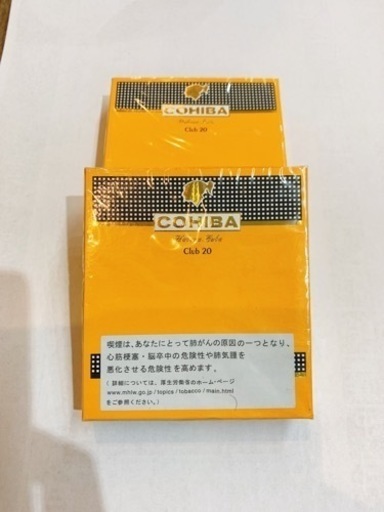 COHIBA
Habana, Cuba
Club 20
COHIBA
Habana, Cuba
Club 20
喫煙は、あなたにとって肺がんの原因の一つとなり、
心筋梗塞・脳卒中の危険性や肺気腫を
悪化させる危険性を高めます。
( 詳細については、厚生労働省のホーム・ページ
www.mhlw.go.jp / topics / tobacco / main.html
をご参照ください。)